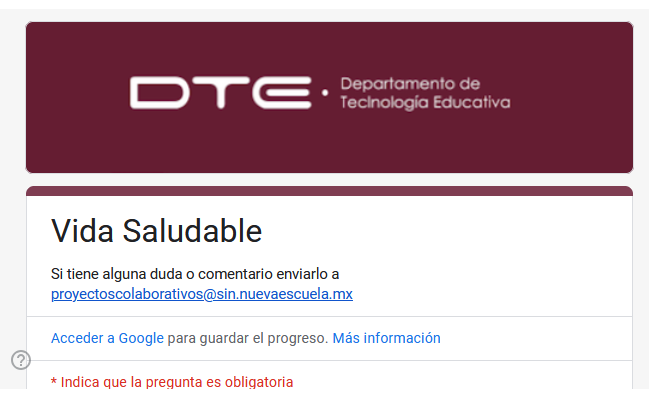 DTE · Departamento de
Teclnología Educativa
Vida Saludable
Si tiene alguna duda o comentario enviarlo a
proyectoscolaborativos@sin.nuevaescuela.mx
Acceder a Google para guardar el progreso. Más información
* Indica que la pregunta es obligatoria